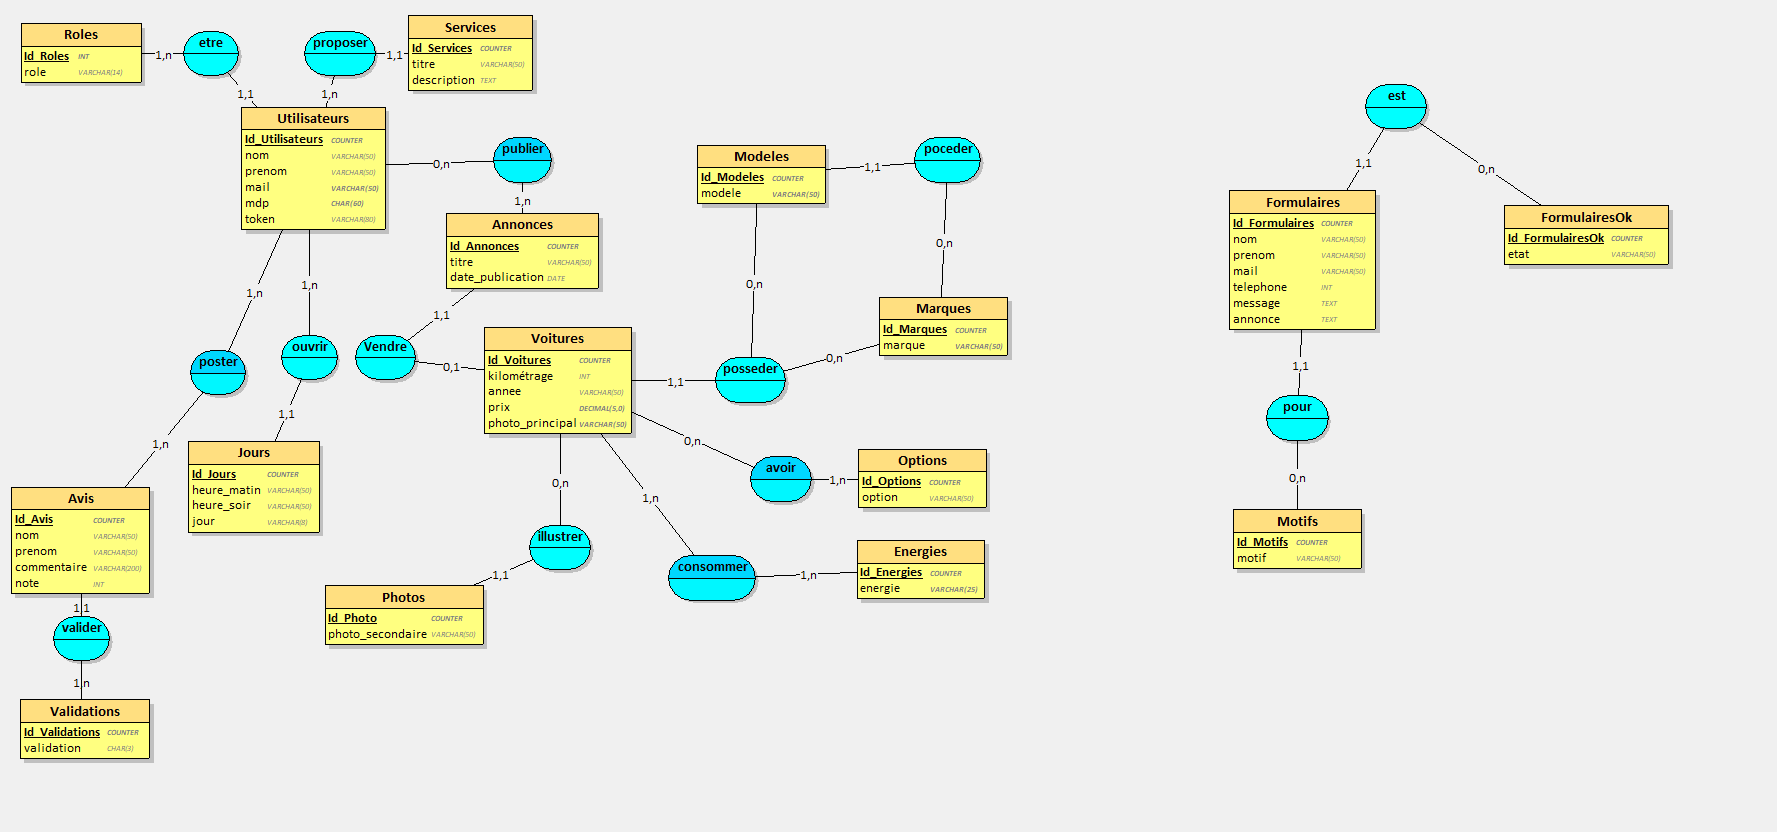 Roles
Id_Roles INT
role VARCHAR(14)
1,n
etre
1,1
proposer
1,1
1,n
Services
Id_Services COUNTER
titre VARCHAR(50)
description TEXT
Utilisateurs
Id_Utilisateurs COUNTER
nom VARCHAR(50)
prenom VARCHAR(50)
mail VARCHAR(50)
mdp CHAR(60)
token VARCHAR(80)
0,n
publier
1,n
Annonces
Id_Annonces COUNTER
titre VARCHAR(50)
date_publication DATE
1,1
Vendre
0,1
Voitures
Id_Voitures COUNTER
kilométrage INT
annee VARCHAR(50)
prix DECIMAL(5,0)
photo_principal VARCHAR(50)
Modeles
Id_Modeles COUNTER
modele VARCHAR(50)
1,1
poceder
0,n
0,n
Marques
Id_Marques COUNTER
marque VARCHAR(50)
0,n
posseder
1,1
0,n
avoir
1,n
Options
Id_Options COUNTER
option VARCHAR(50)
1,n
consommer
1,n
Energies
Id_Energies COUNTER
energie VARCHAR(25)
0,n
illustrer
1,1
Photos
Id_Photo COUNTER
photo_secondaire VARCHAR(50)
1,n
ouvrir
1,1
Jours
Id_Jours COUNTER
heure_matin VARCHAR(50)
heure_soir VARCHAR(50)
jour VARCHAR(8)
1,n
poster
1,n
Avis
Id_Avis COUNTER
nom VARCHAR(50)
prenom VARCHAR(50)
commentaire VARCHAR(200)
note INT
1,1
valider
1,n
Validations
Id_Validations COUNTER
validation CHAR(3)
est
1,1
0,n
Formulaires
Id_Formulaires COUNTER
nom VARCHAR(50)
prenom VARCHAR(50)
mail VARCHAR(50)
telephone INT
message TEXT
annonce TEXT
FormulairesOk
Id_FormulairesOk COUNTER
etat VARCHAR(50)
1,1
pour
0,n
Motifs
Id_Motifs COUNTER
motif VARCHAR(50)